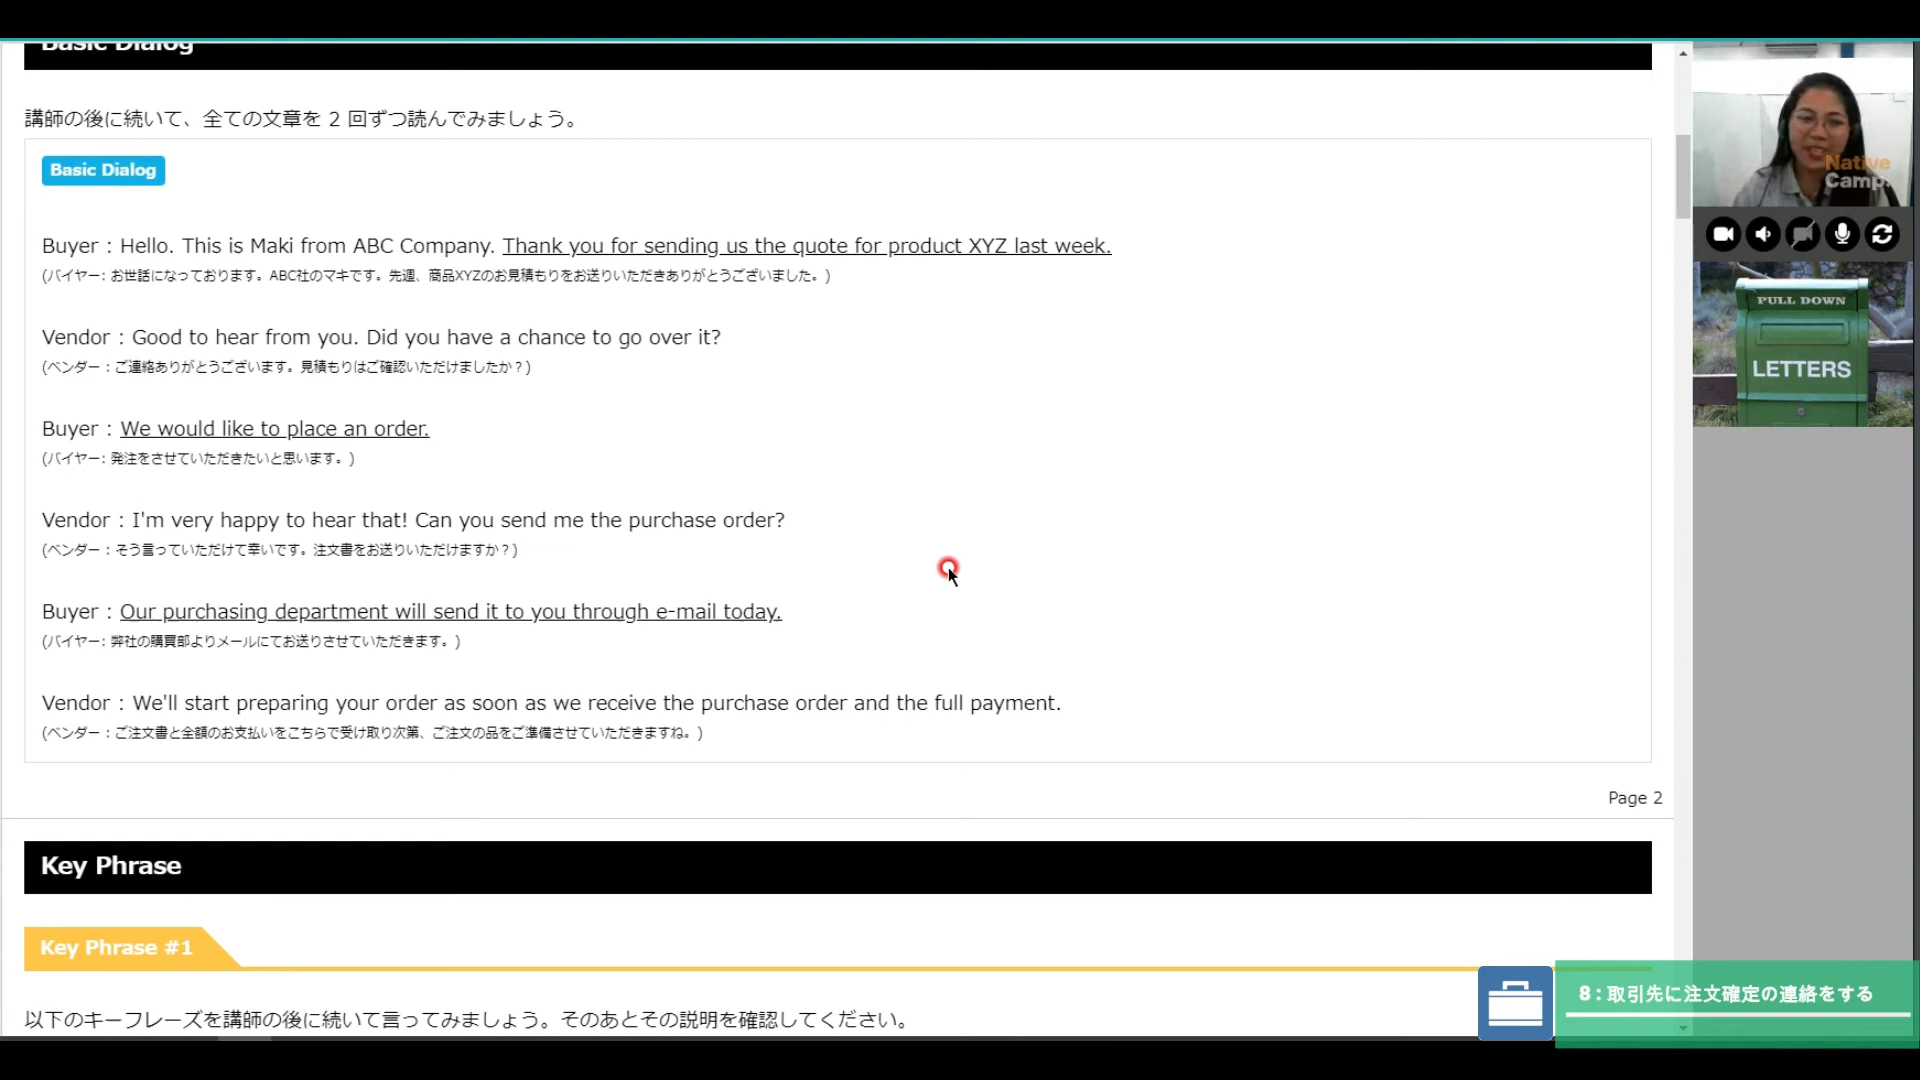 Basic Dialog
講師の後に続いて、全ての文章を 2 回ずつ読んでみましょう。
Basic Dialog
Buyer : Hello. This is Maki from ABC Company. Thank you for sending us the quote for product XYZ last week.
(バイヤー: お世話になっております。ABC社のマキです。先週、商品XYZのお見積もりをお送りいただきありがとうございました。)
Vendor : Good to hear from you. Did you have a chance to go over it?
(ベンダー：ご連絡ありがとうございます。見積もりはご確認いただけましたか？)
Buyer : We would like to place an order.
(バイヤー: 発注をさせていただきたいと思います。)
Vendor : I'm very happy to hear that! Can you send me the purchase order?
(ベンダー：そう言っていただけて幸いです。注文書をお送りいただけますか？)
Buyer : Our purchasing department will send it to you through e-mail today.
(バイヤー: 弊社の購買部よりメールにてお送りさせていただきます。)
Vendor : We'll start preparing your order as soon as we receive the purchase order and the full payment.
(ベンダー：ご注文書と全額のお支払いをこちらで受け取り次第、ご注文の品をご準備させていただきますね。)
Page 2
Key Phrase
Key Phrase #1
以下のキーフレーズを講師の後に続いて言ってみましょう。そのあとその説明を確認してください。
Native
Camp.
PULL DOWN
LETTERS
8：取引先に注文確定の連絡をする